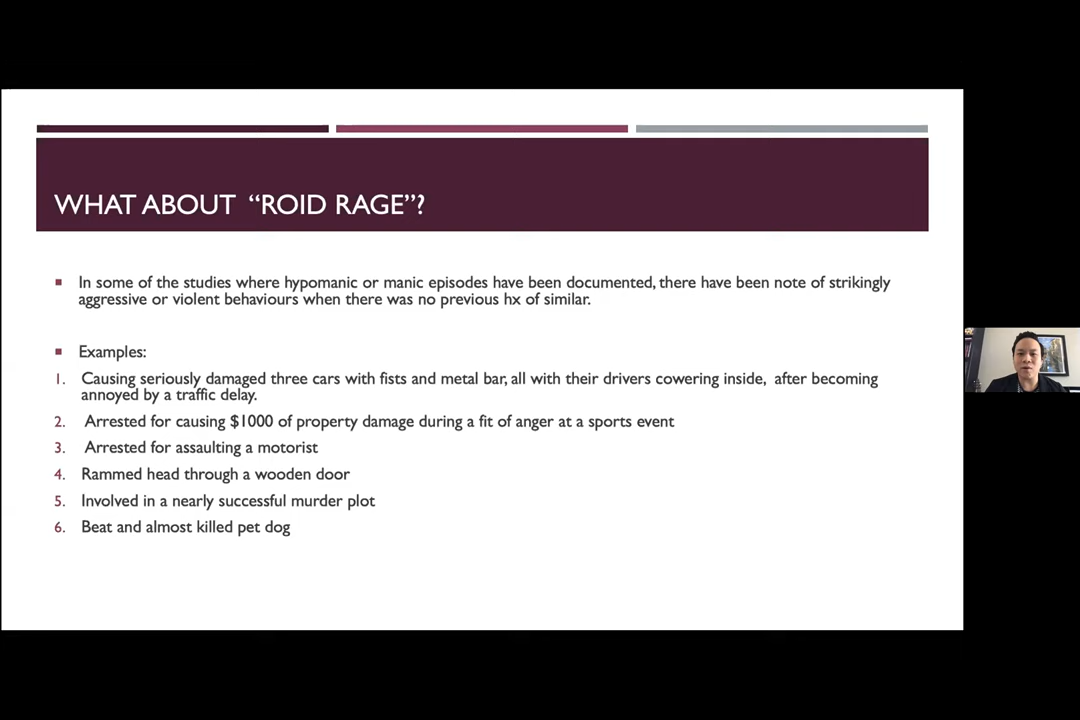 WHAT ABOUT “ROID RAGE”?
▪ In some of the studies where hypomanic or manic episodes have been documented, there have been note of strikingly
aggressive or violent behaviours when there was no previous hx of similar.
▪ Examples:
1. Causing seriously damaged three cars with fists and metal bar, all with their drivers cowering inside, after becoming
annoyed by a traffic delay.
2. Arrested for causing $1000 of property damage during a fit of anger at a sports event
3. Arrested for assaulting a motorist
4. Rammed head through a wooden door
5. Involved in a nearly successful murder plot
6. Beat and almost killed pet dog